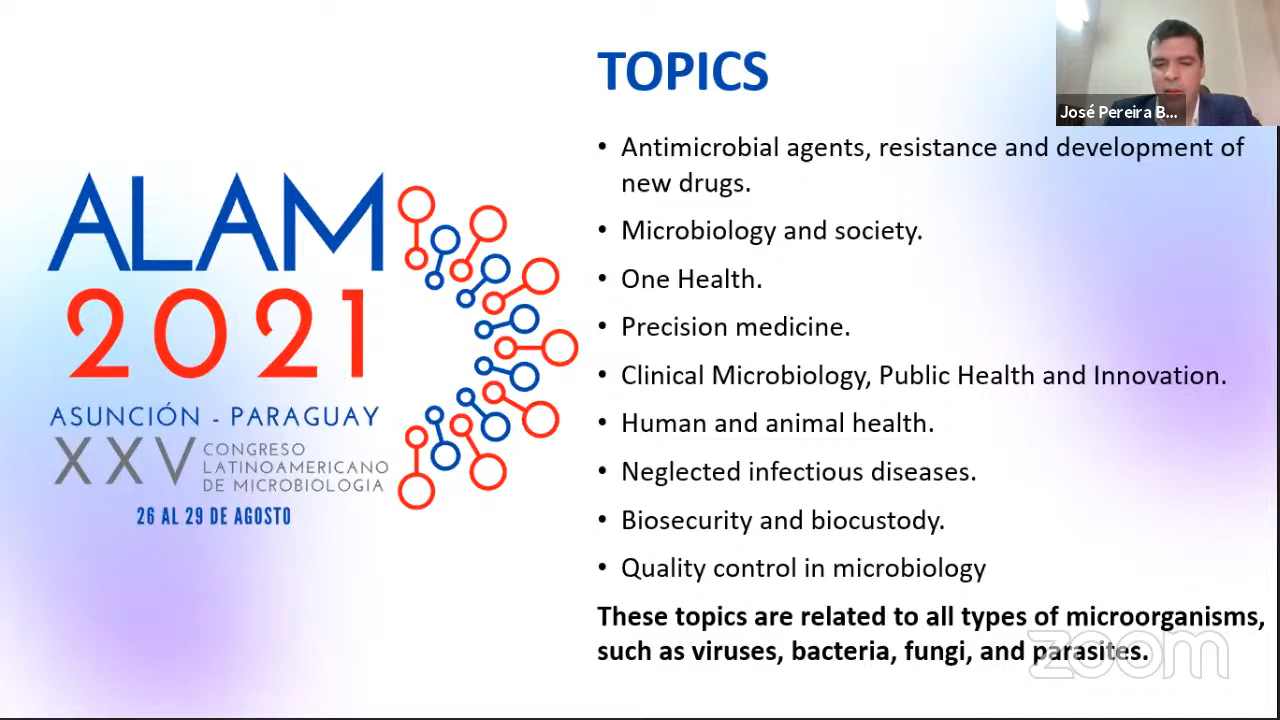 TOPICS
José Pereira B...
• Antimicrobial agents, resistance and development of
new drugs.
• Microbiology and society.
• One Health.
• Precision medicine.
• Clinical Microbiology, Public Health and Innovation.
• Human and animal health.
• Neglected infectious diseases.
• Biosecurity and biocustody.
• Quality control in microbiology
These topics are related to all types of microorganisms,
such as viruses, bacteria, fungi, and parasites.
ALAM
2021
ASUNCIÓN - PARAGUAY
XXV
CONGRESO
LATINOAMERICANO
DE MICROBIOLOGIA
26 AL 29 DE AGOSTO
zoom